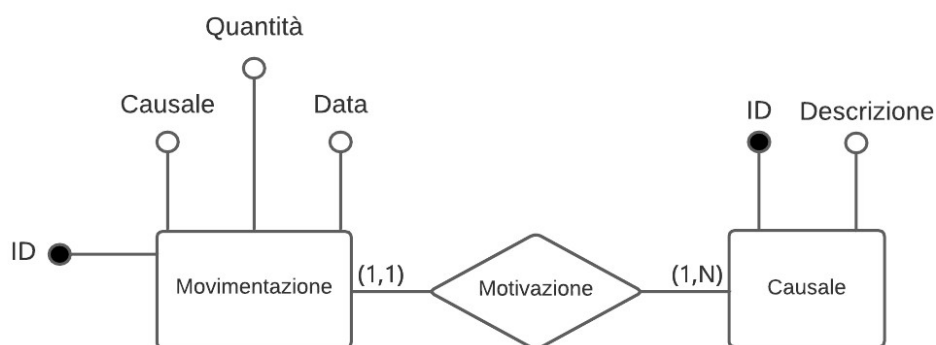 Quantità
Causale
Data
ID
Descrizione
ID
Movimentazione
(1,1)
Motivazione
(1,N)
Causale